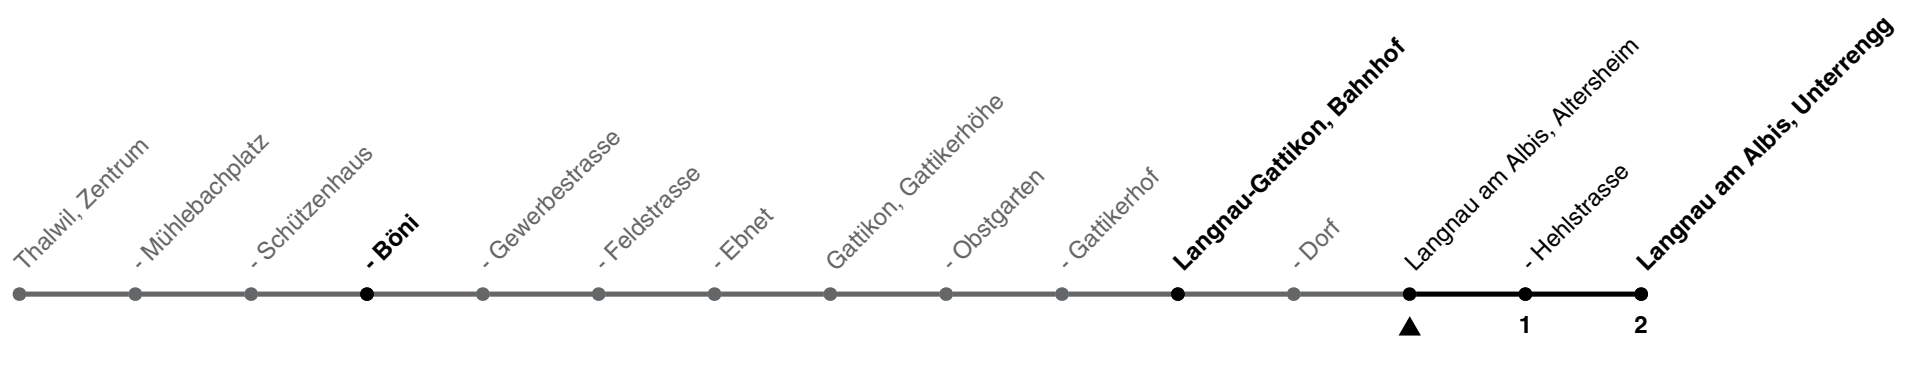 Thalwil, Zentrum
- Mühlebachplatz
- Schützenhaus
- Böni
- Gewerbestrasse
- Feldstrasse
- Ebnet
Gattikon, Gattikerhöhe
- Obstgarten
- Gattikerhof
Langnau-Gattikon, Bahnhof
- Dorf
Langnau am Albis, Altersheim
- Hehlstrasse
Langnau am Albis, Unterrengg
1
2